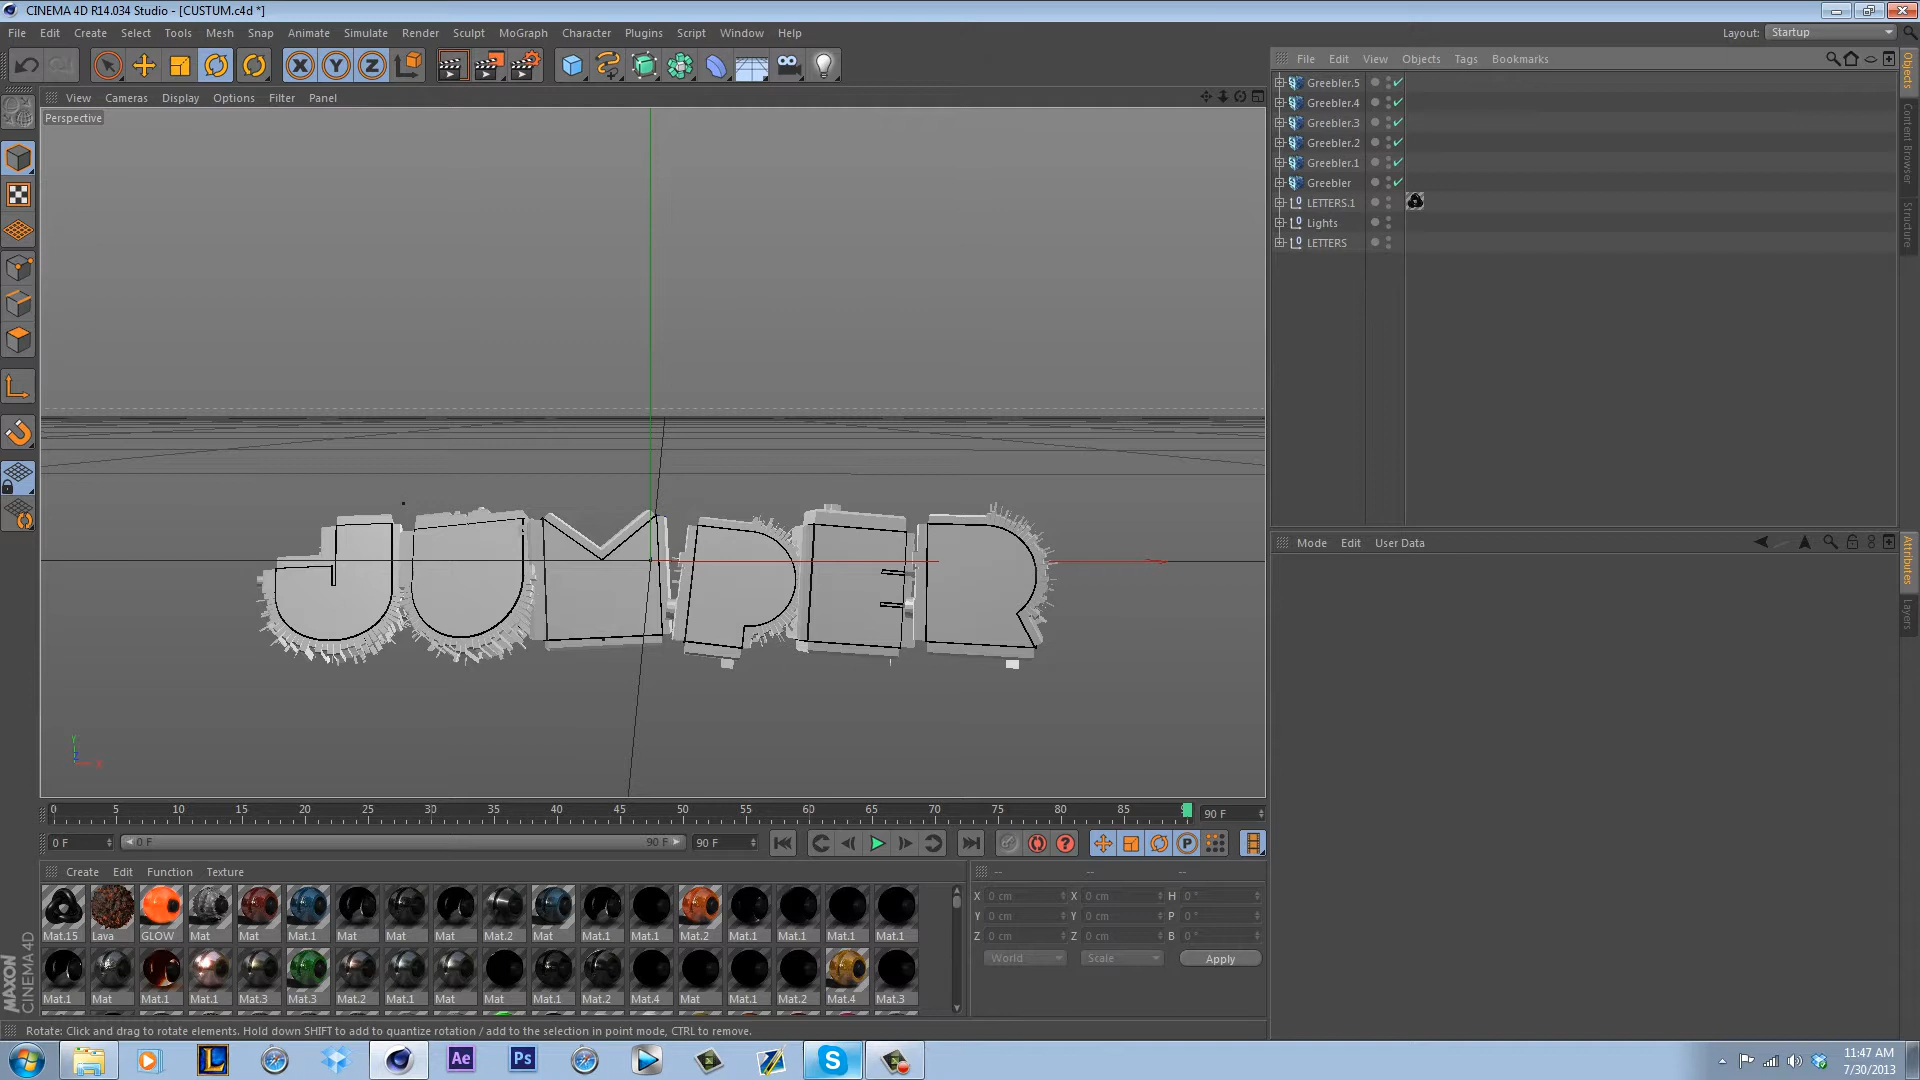 CINEMA 4D R14.034 Studio - [CUSTUM.c4d *]
File Edit Create Select Tools Mesh Snap Animate Simulate Render Sculpt MoGraph Character Plugins Script Window Help
Layout: Startup
X Y Z
View Cameras Display Options Filter Panel
Perspective
File Edit View Objects Tags Bookmarks
Greebler.5
Greebler.4
Greebler.3
Greebler.2
Greebler.1
Greebler
LETTERS.1
Lights
LETTERS
Objects
Content Browser
Structure
Mode Edit User Data
Attributes
Layers
JUMPER
Y
X
0 5 10 15 20 25 30 35 40 45 50 55 60 65 70 75 80 85
90 F
0 F 0 F 90 F 90 F
Create Edit Function Texture
Mat.15 Lava GLOW Mat Mat Mat.1 Mat Mat Mat Mat.2 Mat Mat.1 Mat.1 Mat.2 Mat.1 Mat.1 Mat.1 Mat.1
Mat.1 Mat Mat.1 Mat.1 Mat.3 Mat.3 Mat.2 Mat.1 Mat Mat Mat.1 Mat.2 Mat.4 Mat Mat.1 Mat.2 Mat.4 Mat.3
-- -- --
X 0 cm X 0 cm H 0 °
Y 0 cm Y 0 cm P 0 °
Z 0 cm Z 0 cm B 0 °
World Scale Apply
MAXON
CINEMA 4D
Rotate: Click and drag to rotate elements. Hold down SHIFT to add to quantize rotation / add to the selection in point mode, CTRL to remove.
L Ae Ps S
11:47 AM
7/30/2013